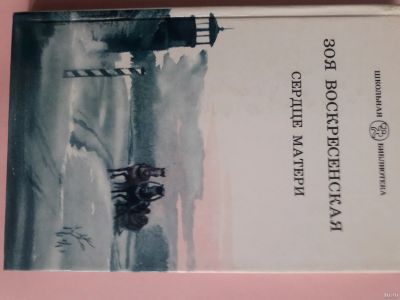 ШКОЛЬНАЯ БИБЛИОТЕКА
ЗОЯ ВОСКРЕСЕНСКАЯ
СЕРДЦЕ МАТЕРИ